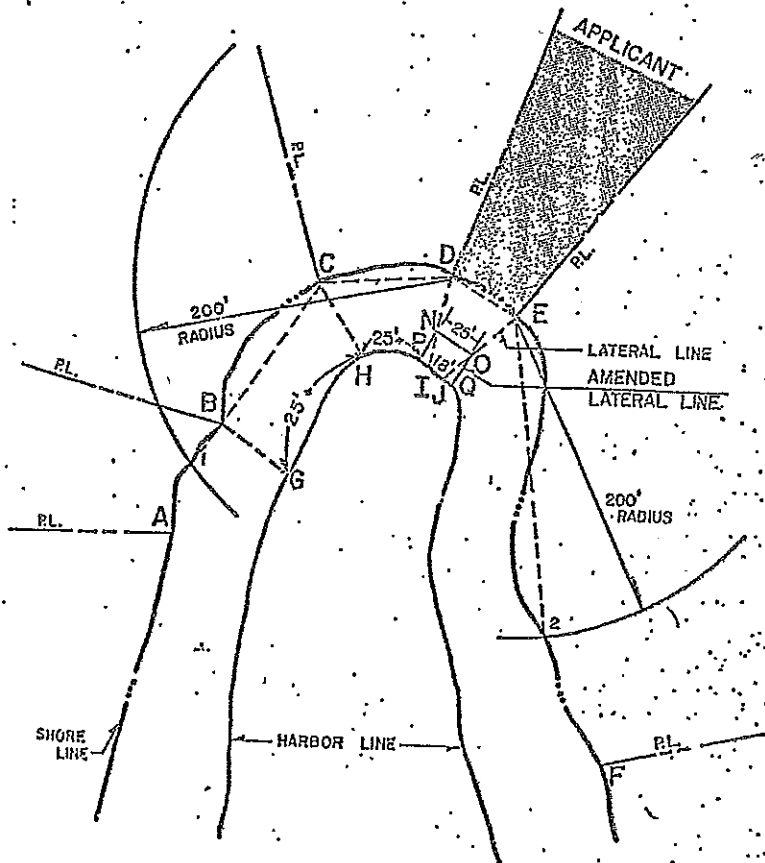 APPLICANT
P.L.
P.L.
P.L.
C
D
200'
RADIUS
E
N
25'
LATERAL LINE
P.L.
25'
P
O
AMENDED
LATERAL LINE
H
18'
I
J
Q
B
25'
1
G
1
200'
RADIUS
P.L.
A
2
SHORE
LINE
HARBOR LINE
P.L.
F